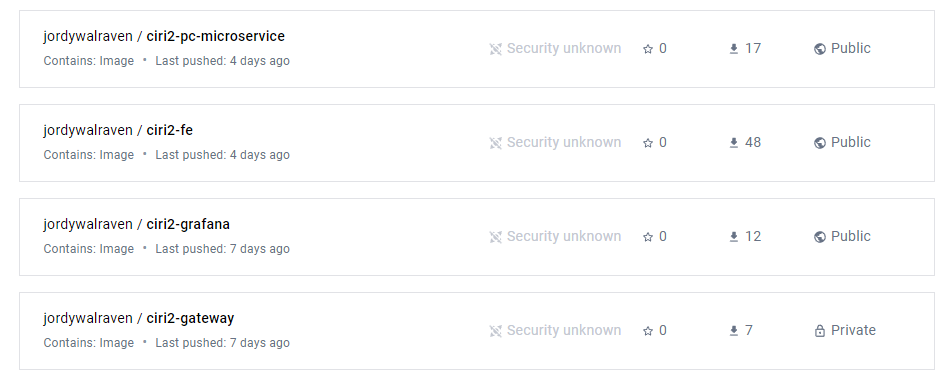 jordywalraven / ciri2-pc-microservice
Contains: Image • Last pushed: 4 days ago
Security unknown 0 17 Public
jordywalraven / ciri2-fe
Contains: Image • Last pushed: 4 days ago
Security unknown 0 48 Public
jordywalraven / ciri2-grafana
Contains: Image • Last pushed: 7 days ago
Security unknown 0 12 Public
jordywalraven / ciri2-gateway
Contains: Image • Last pushed: 7 days ago
Security unknown 0 7 Private